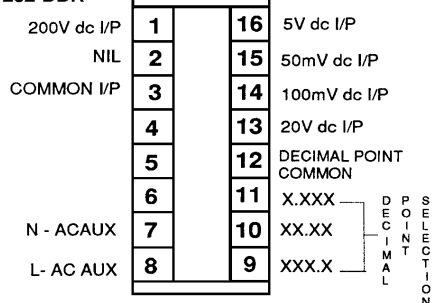 200V dc I/P 1 16 5V dc I/P
NIL 2 15 50mV dc I/P
COMMON I/P 3 14 100mV dc I/P
4 13 20V dc I/P
5 12 DECIMAL POINT
COMMON
6 11 X.XXX
N - ACAUX 7 10 XX.XX
L- AC AUX 8 9 XXX.X
DECIMAL
POINT
SELECTION